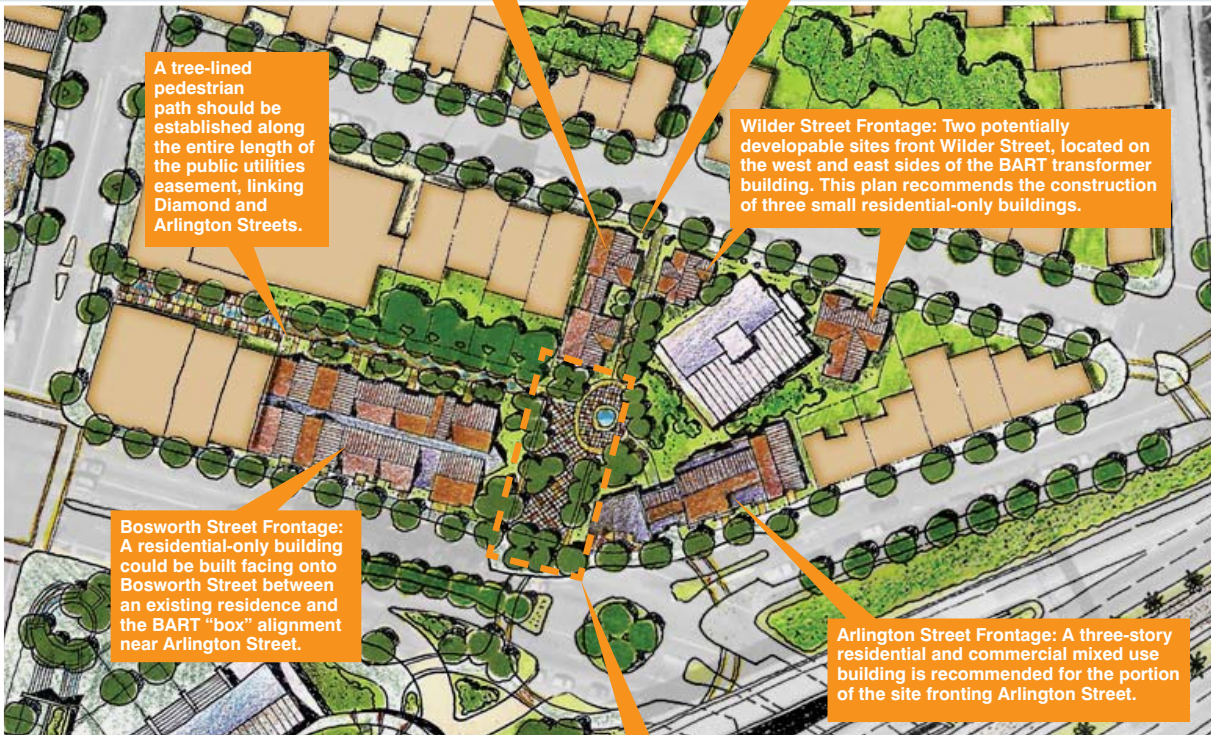 A tree-lined
pedestrian
path should be
established along
the entire length of
the public utilities
easement, linking
Diamond and
Arlington Streets.
Wilder Street Frontage: Two potentially
developable sites front Wilder Street, located on
the west and east sides of the BART transformer
building. This plan recommends the construction
of three small residential-only buildings.
Bosworth Street Frontage:
A residential-only building
could be built facing onto
Bosworth Street between
an existing residence and
the BART “box” alignment
near Arlington Street.
Arlington Street Frontage: A three-story
residential and commercial mixed use
building is recommended for the portion
of the site fronting Arlington Street.